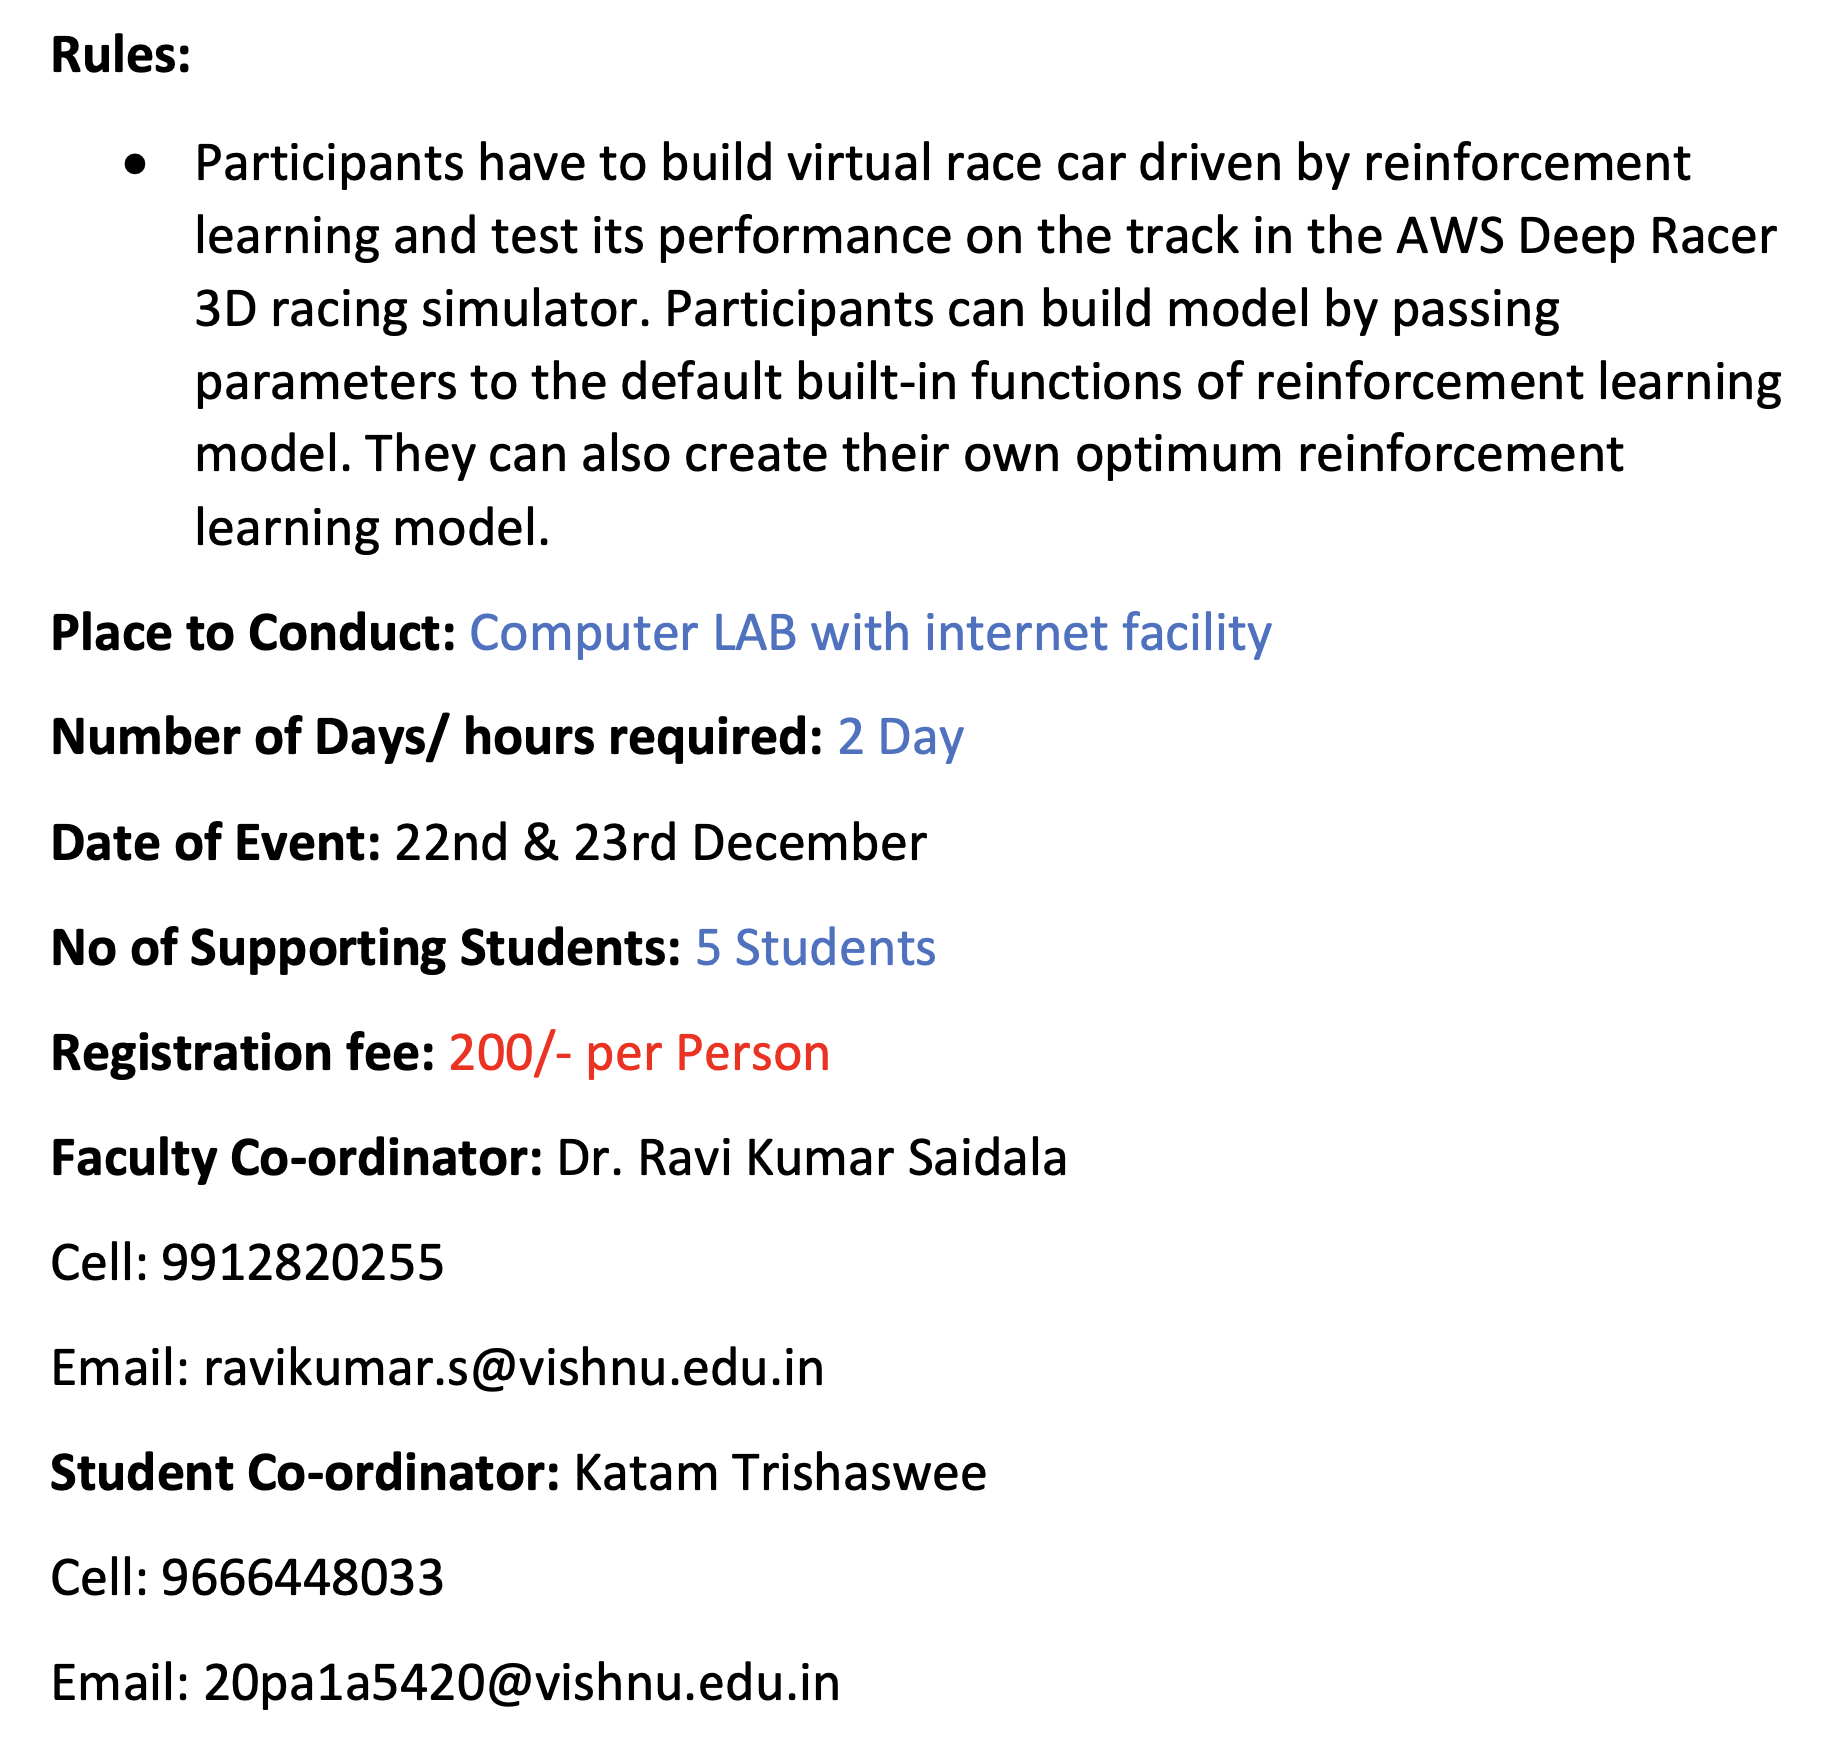 Rules:
• Participants have to build virtual race car driven by reinforcement
learning and test its performance on the track in the AWS Deep Racer
3D racing simulator. Participants can build model by passing
parameters to the default built-in functions of reinforcement learning
model. They can also create their own optimum reinforcement
learning model.
Place to Conduct: Computer LAB with internet facility
Number of Days/ hours required: 2 Day
Date of Event: 22nd & 23rd December
No of Supporting Students: 5 Students
Registration fee: 200/- per Person
Faculty Co-ordinator: Dr. Ravi Kumar Saidala
Cell: 9912820255
Email: ravikumar.s@vishnu.edu.in
Student Co-ordinator: Katam Trishaswee
Cell: 9666448033
Email: 20pa1a5420@vishnu.edu.in